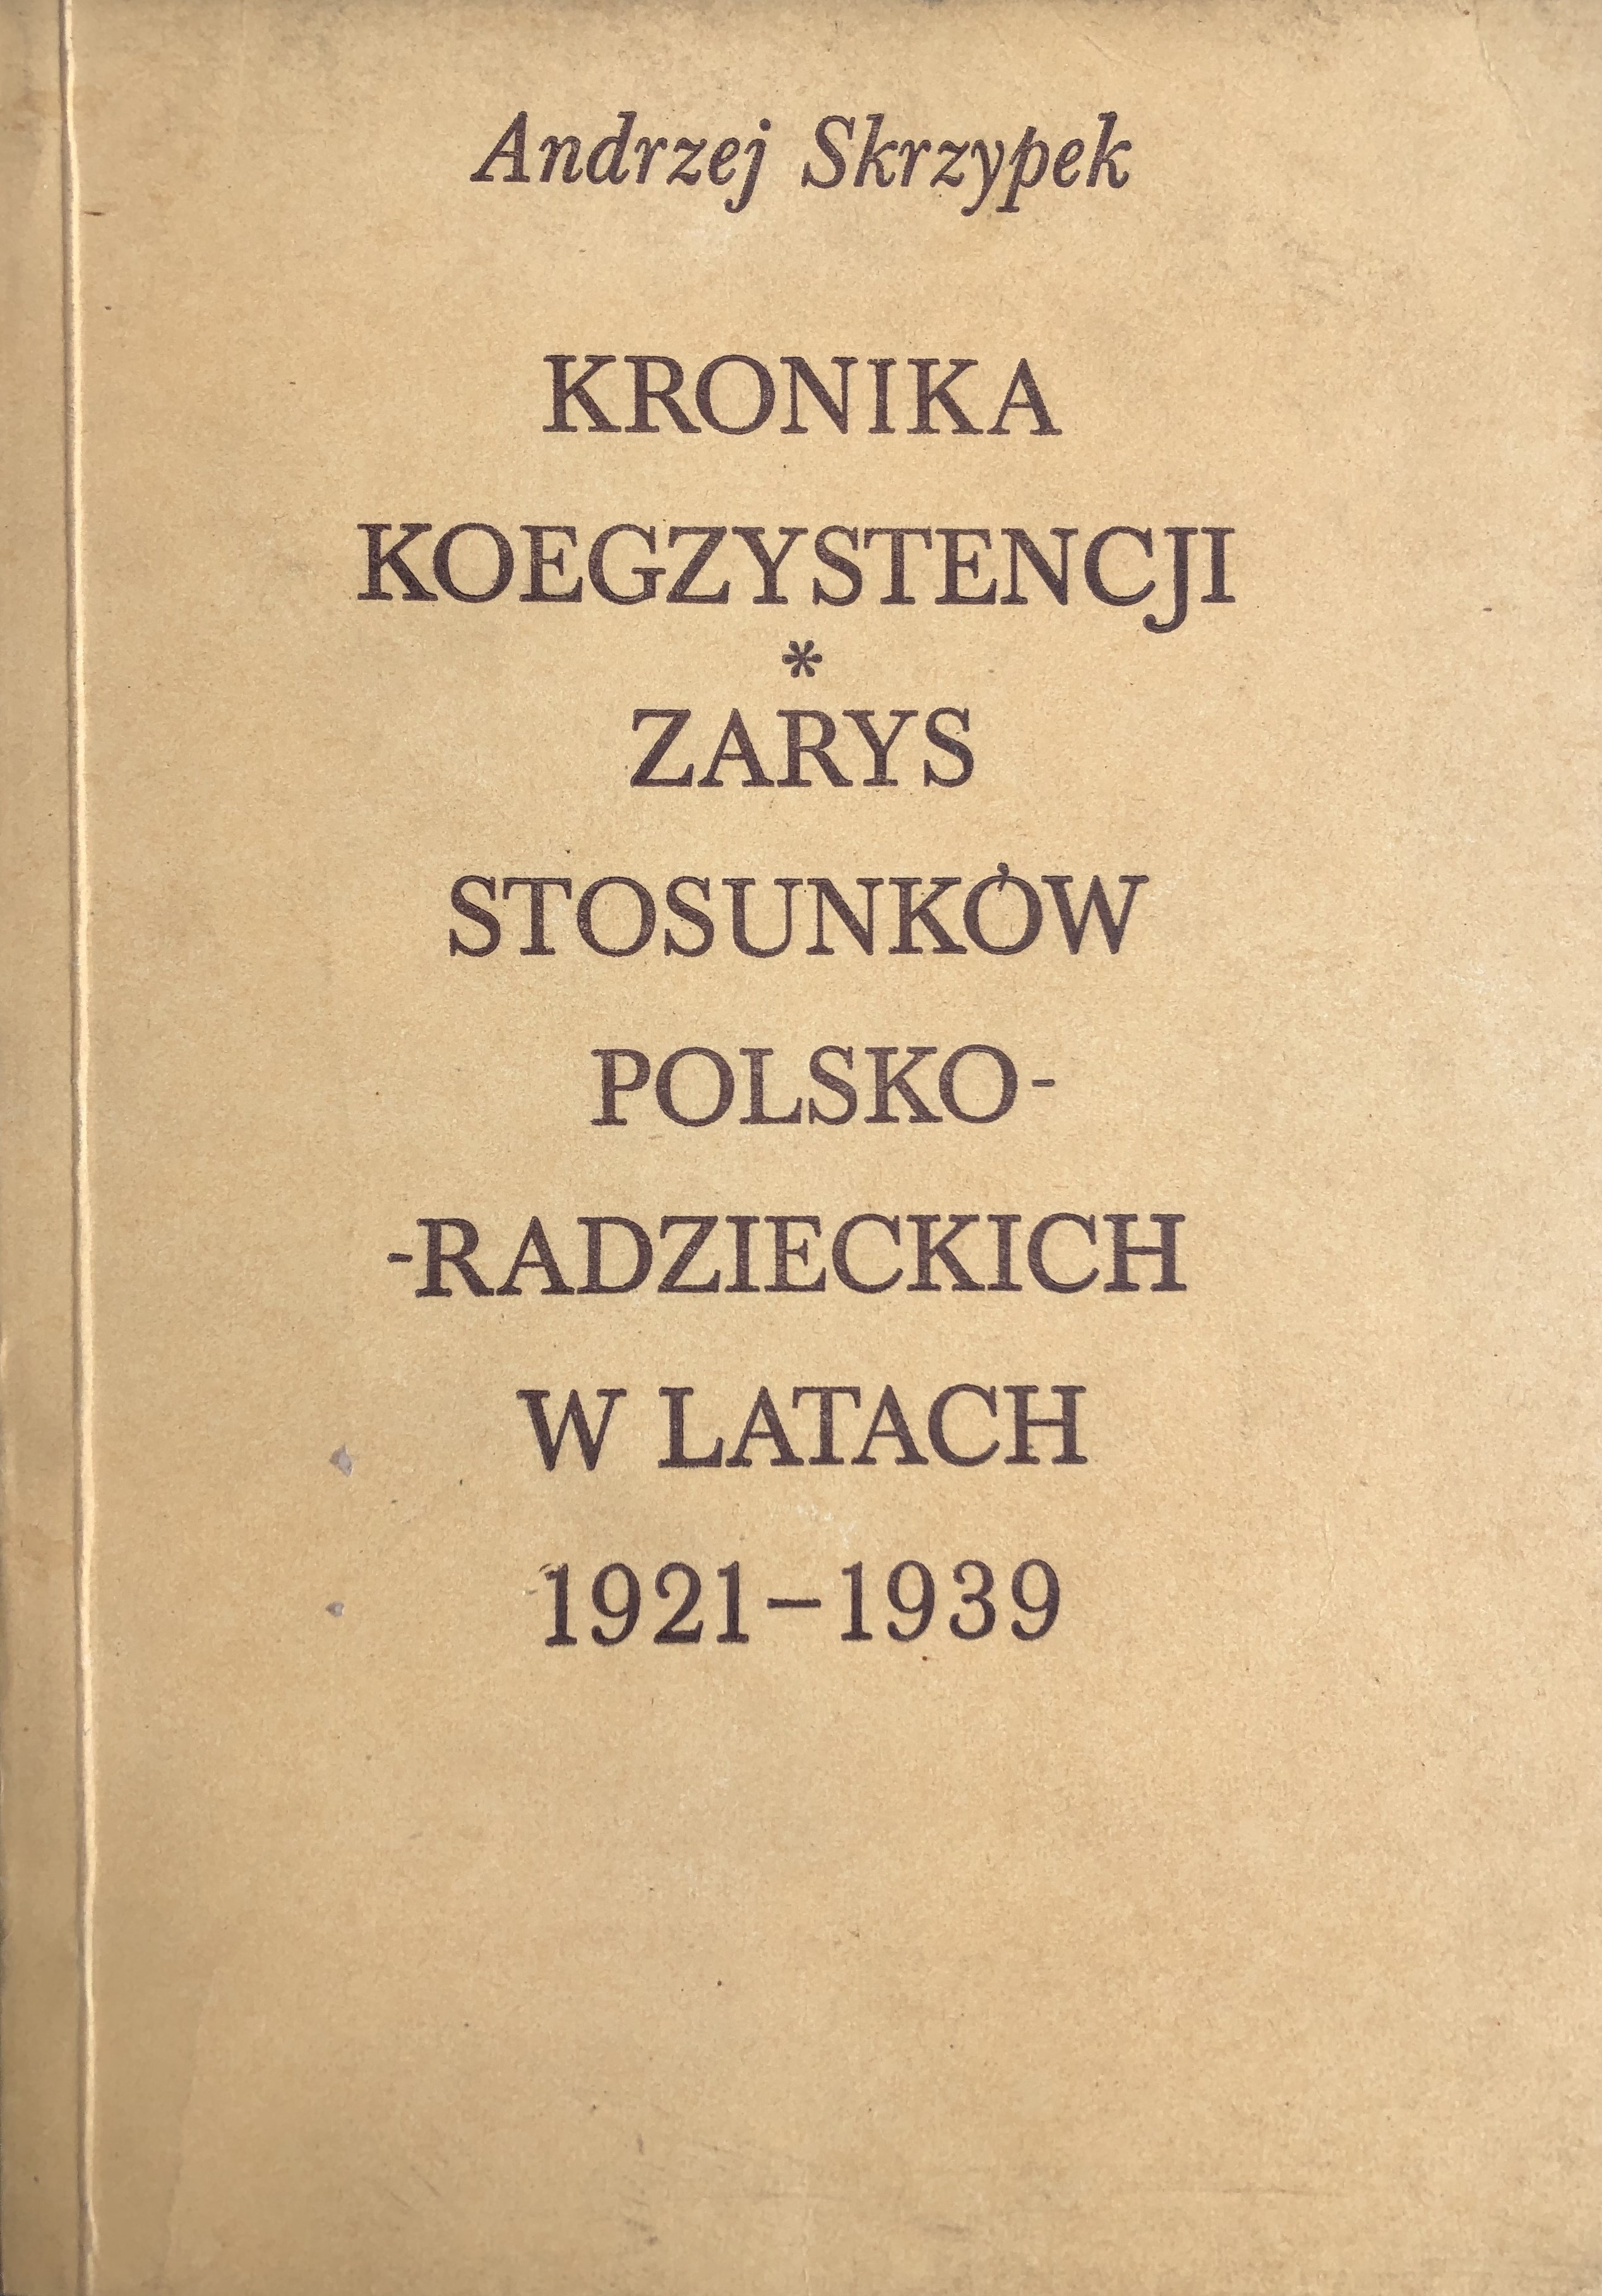 Andrzej Skrzypek
KRONIKA
KOEGZYSTENCJI
*
ZARYS
STOSUNKÓW
POLSKO-
-RADZIECKICH
W LATACH
1921–1939